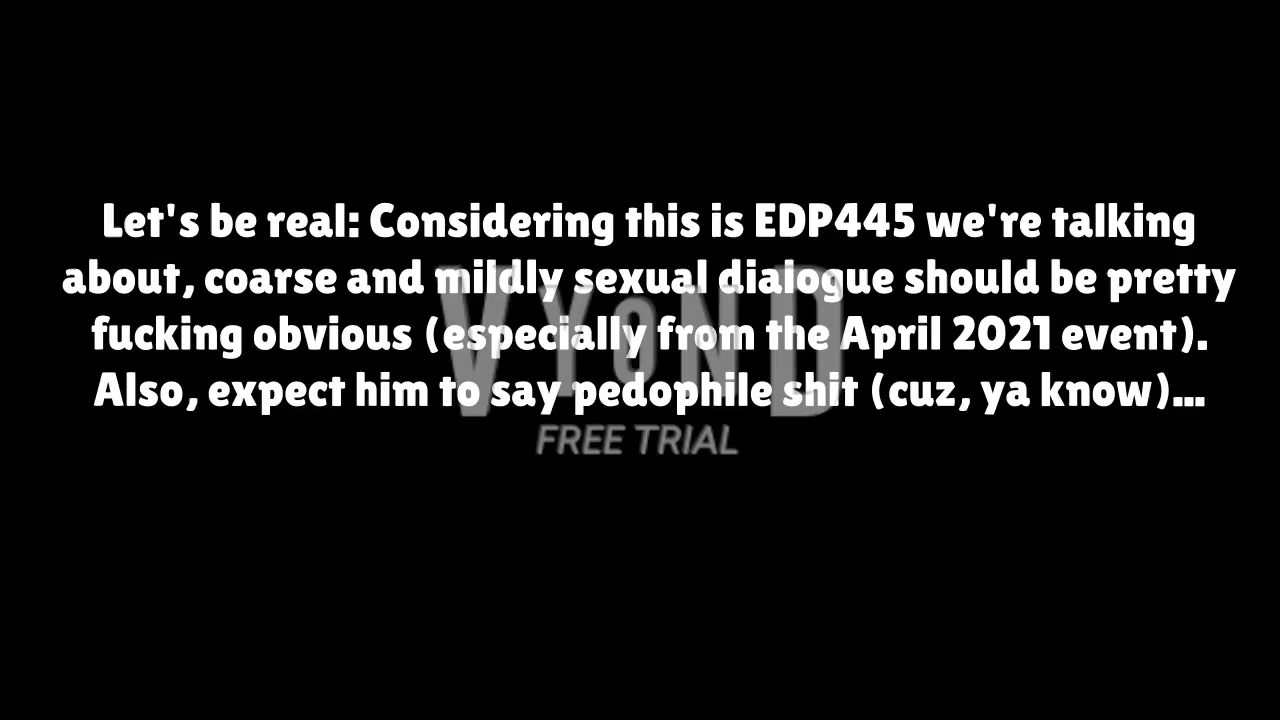 Let's be real: Considering this is EDP445 we're talking
about, coarse and mildly sexual dialogue should be pretty
fucking obvious (especially from the April 2021 event).
Also, expect him to say pedophile shit (cuz, ya know)...
VYOND
FREE TRIAL